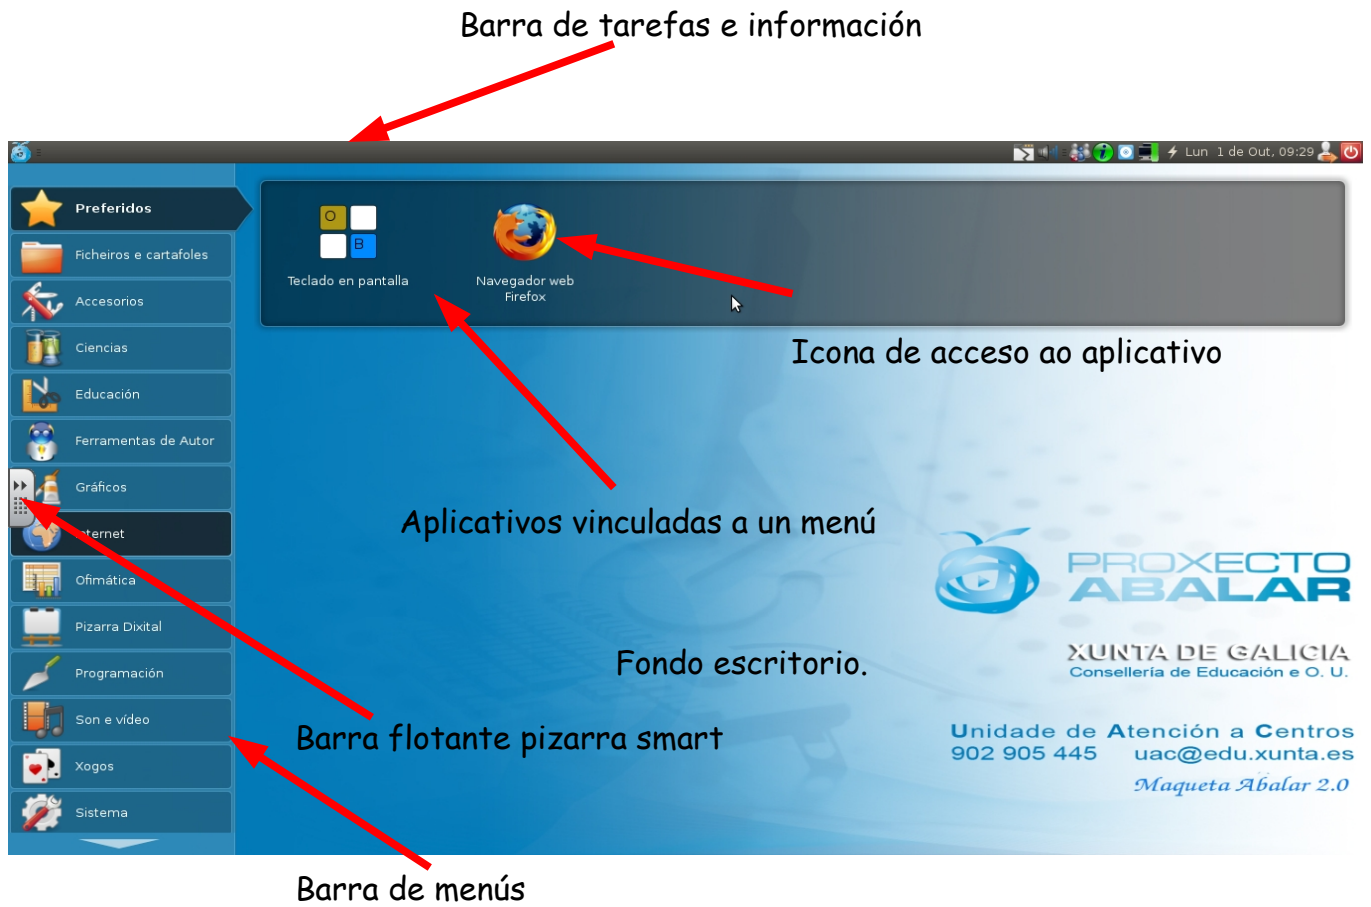 Barra de tarefas e información
Lun 1 de Out, 09:29
Preferidos
Ficheiros e cartafoles
Accesorios
Ciencias
Educación
Ferramentas de Autor
Gráficos
ternet
Ofimática
Pizarra Dixital
Programación
Son e vídeo
Xogos
Sistema
O
B
Teclado en pantalla
Navegador web
Firefox
Icona de acceso ao aplicativo
Aplicativos vinculadas a un menú
PROXECTO
ABALAR
XUNTA DE GALICIA
Consellería de Educación e O. U.
Fondo escritorio.
Barra flotante pizarra smart
Unidade de Atención a Centros
902 905 445 uac@edu.xunta.es
Maqueta Abalar 2.0
Barra de menús